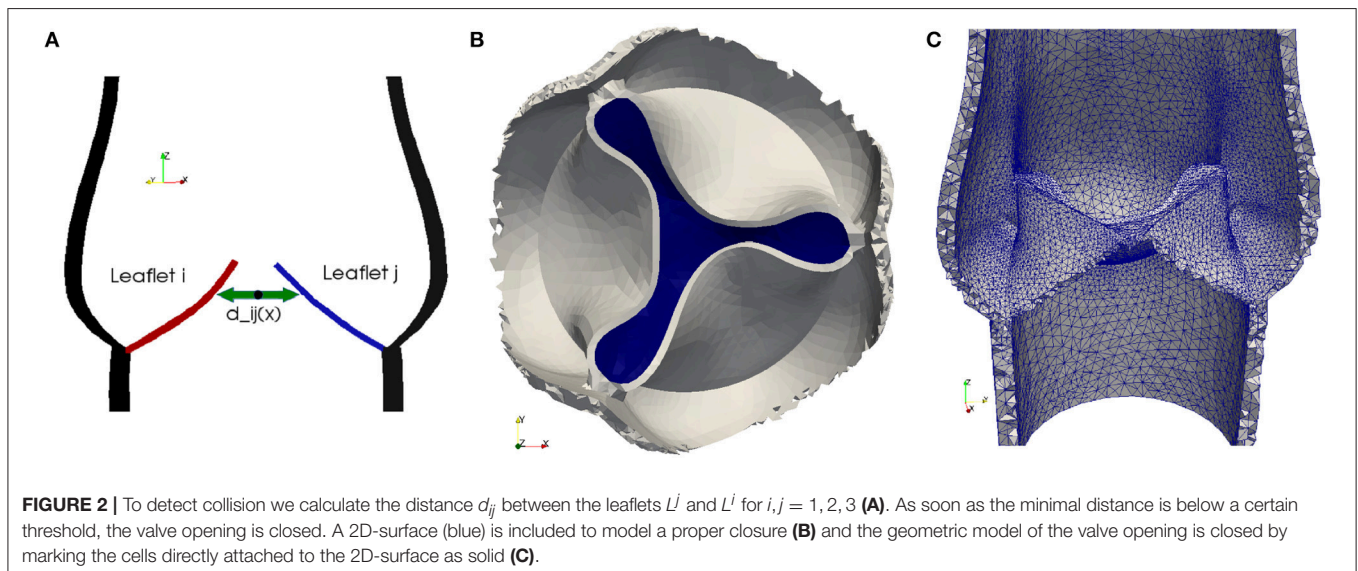 A
B
C
Z
Y
X
Leaflet i
Leaflet j
d_ij(x)
Y
Z
X
Z
Y
X
FIGURE 2 | To detect collision we calculate the distance d_ij between the leaflets L^j and L^i for i, j = 1, 2, 3 (A). As soon as the minimal distance is below a certain
threshold, the valve opening is closed. A 2D-surface (blue) is included to model a proper closure (B) and the geometric model of the valve opening is closed by
marking the cells directly attached to the 2D-surface as solid (C).